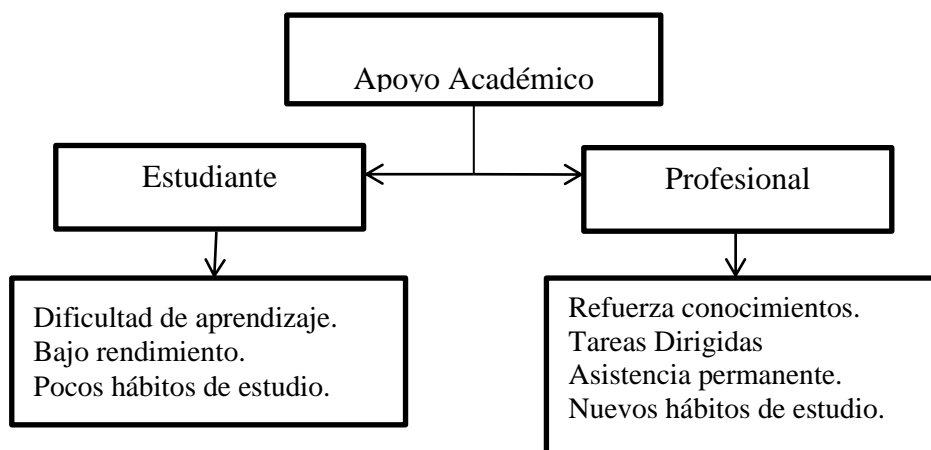 Apoyo Académico
Estudiante
Profesional
Dificultad de aprendizaje.
Bajo rendimiento.
Pocos hábitos de estudio.
Refuerza conocimientos.
Tareas Dirigidas
Asistencia permanente.
Nuevos hábitos de estudio.